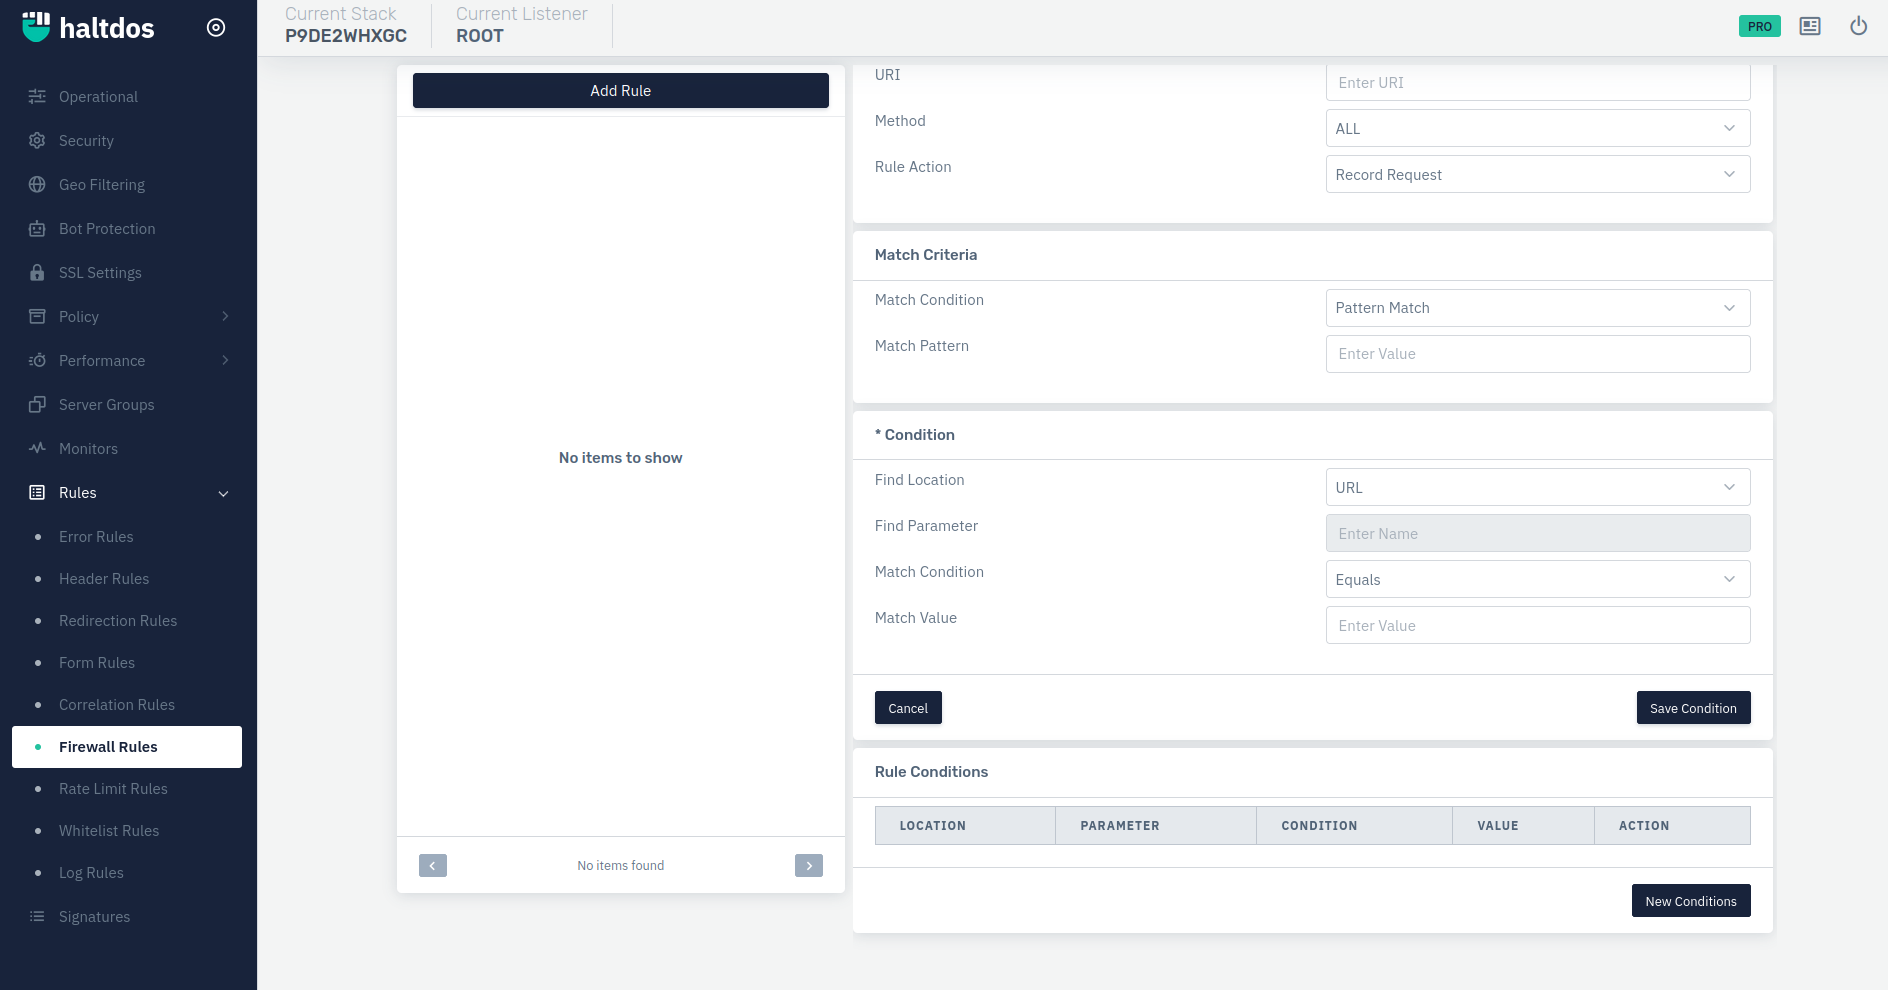 haltdos
Current Stack
P9DE2WHXGC
Current Listener
ROOT
PRO
Operational
Security
Geo Filtering
Bot Protection
SSL Settings
Policy
Performance
Server Groups
Monitors
Rules
Error Rules
Header Rules
Redirection Rules
Form Rules
Correlation Rules
Firewall Rules
Rate Limit Rules
Whitelist Rules
Log Rules
Signatures
Add Rule
No items to show
No items found
URI
Enter URI
Method
ALL
Rule Action
Record Request
Match Criteria
Match Condition
Pattern Match
Match Pattern
Enter Value
* Condition
Find Location
URL
Find Parameter
Enter Name
Match Condition
Equals
Match Value
Enter Value
Cancel
Save Condition
Rule Conditions
LOCATION PARAMETER CONDITION VALUE ACTION
New Conditions